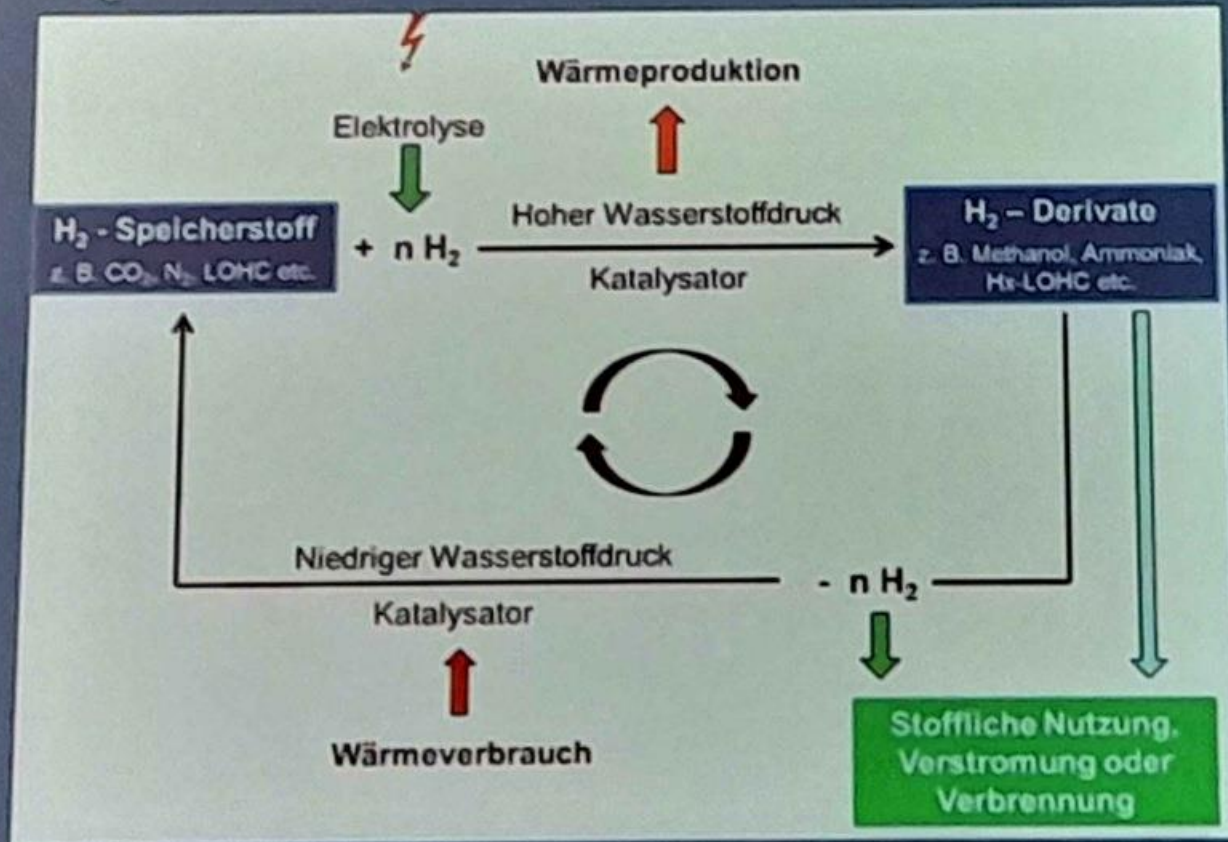 Wärmeproduktion
Elektrolyse
H₂ - Speicherstoff
z. B. CO₂, N₂, LOHC etc.
+ n H₂
Hoher Wasserstoffdruck
Katalysator
H₂ – Derivate
z. B. Methanol, Ammoniak,
Hx-LOHC etc.
Niedriger Wasserstoffdruck
- n H₂
Katalysator
Wärmeverbrauch
Stoffliche Nutzung,
Verstromung oder
Verbrennung